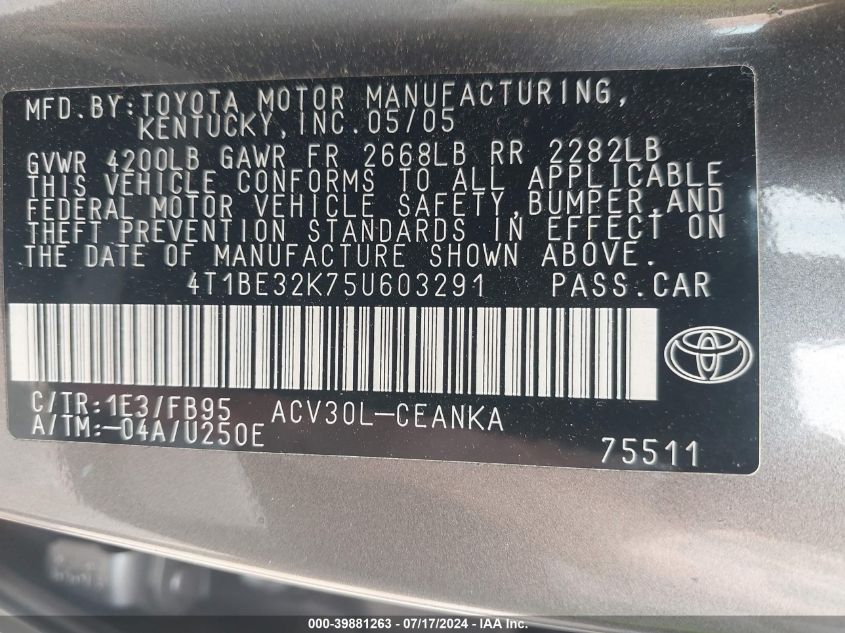 MFD.BY:TOYOTA MOTOR MANUFACTURING,
KENTUCKY,INC.05/05
GVWR 4200LB GAWR FR 2668LB RR 2282LB
THIS VEHICLE CONFORMS TO ALL APPLICABLE
FEDERAL MOTOR VEHICLE SAFETY,BUMPER,AND
THEFT PREVENTION STANDARDS IN EFFECT ON
THE DATE OF MANUFACTURE SHOWN ABOVE.
4T1BE32K75U603291 PASS.CAR
C/TR:1E3/FB95 ACV30L-CEANKA
A/TM:-04A/U250E
75511
000-39881263 - 07/17/2024 - IAA Inc.